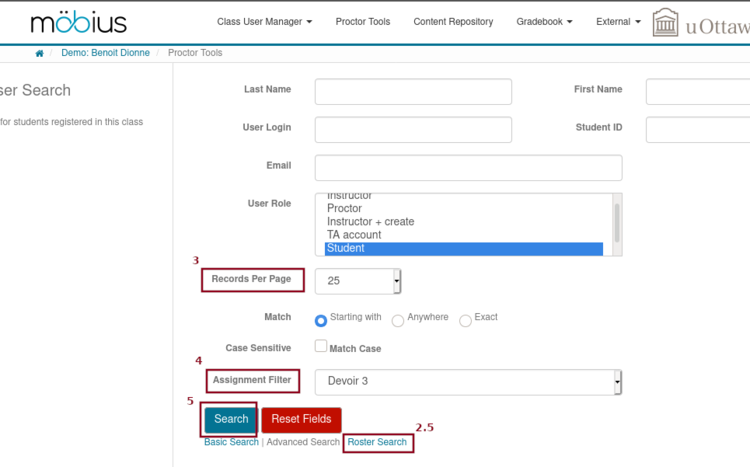 möbius
Class User Manager Proctor Tools Content Repository Gradebook External uOttaw
/ Demo: Benoit Dionne / Proctor Tools
ser Search
for students registered in this class
Last Name First Name
User Login Student ID
Email
User Role
Instructor
Proctor
Instructor + create
TA account
Student
3
Records Per Page 25
Match Starting with Anywhere Exact
Case Sensitive Match Case
4
Assignment Filter Devoir 3
5
Search Reset Fields
2.5
Basic Search | Advanced Search | Roster Search